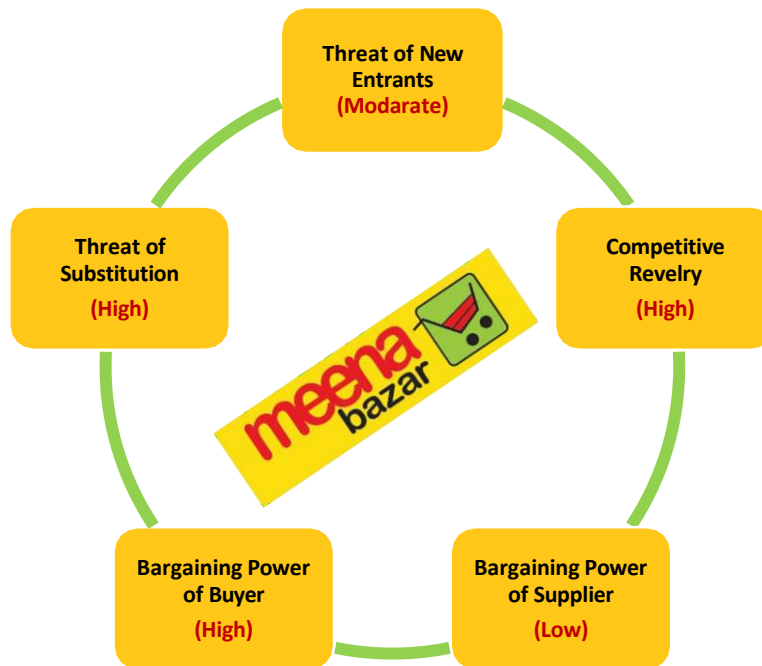 Threat of New
Entrants
(Modarate)
Threat of
Substitution
(High)
Competitive
Revelry
(High)
meena
bazar
Bargaining Power
of Buyer
(High)
Bargaining Power
of Supplier
(Low)